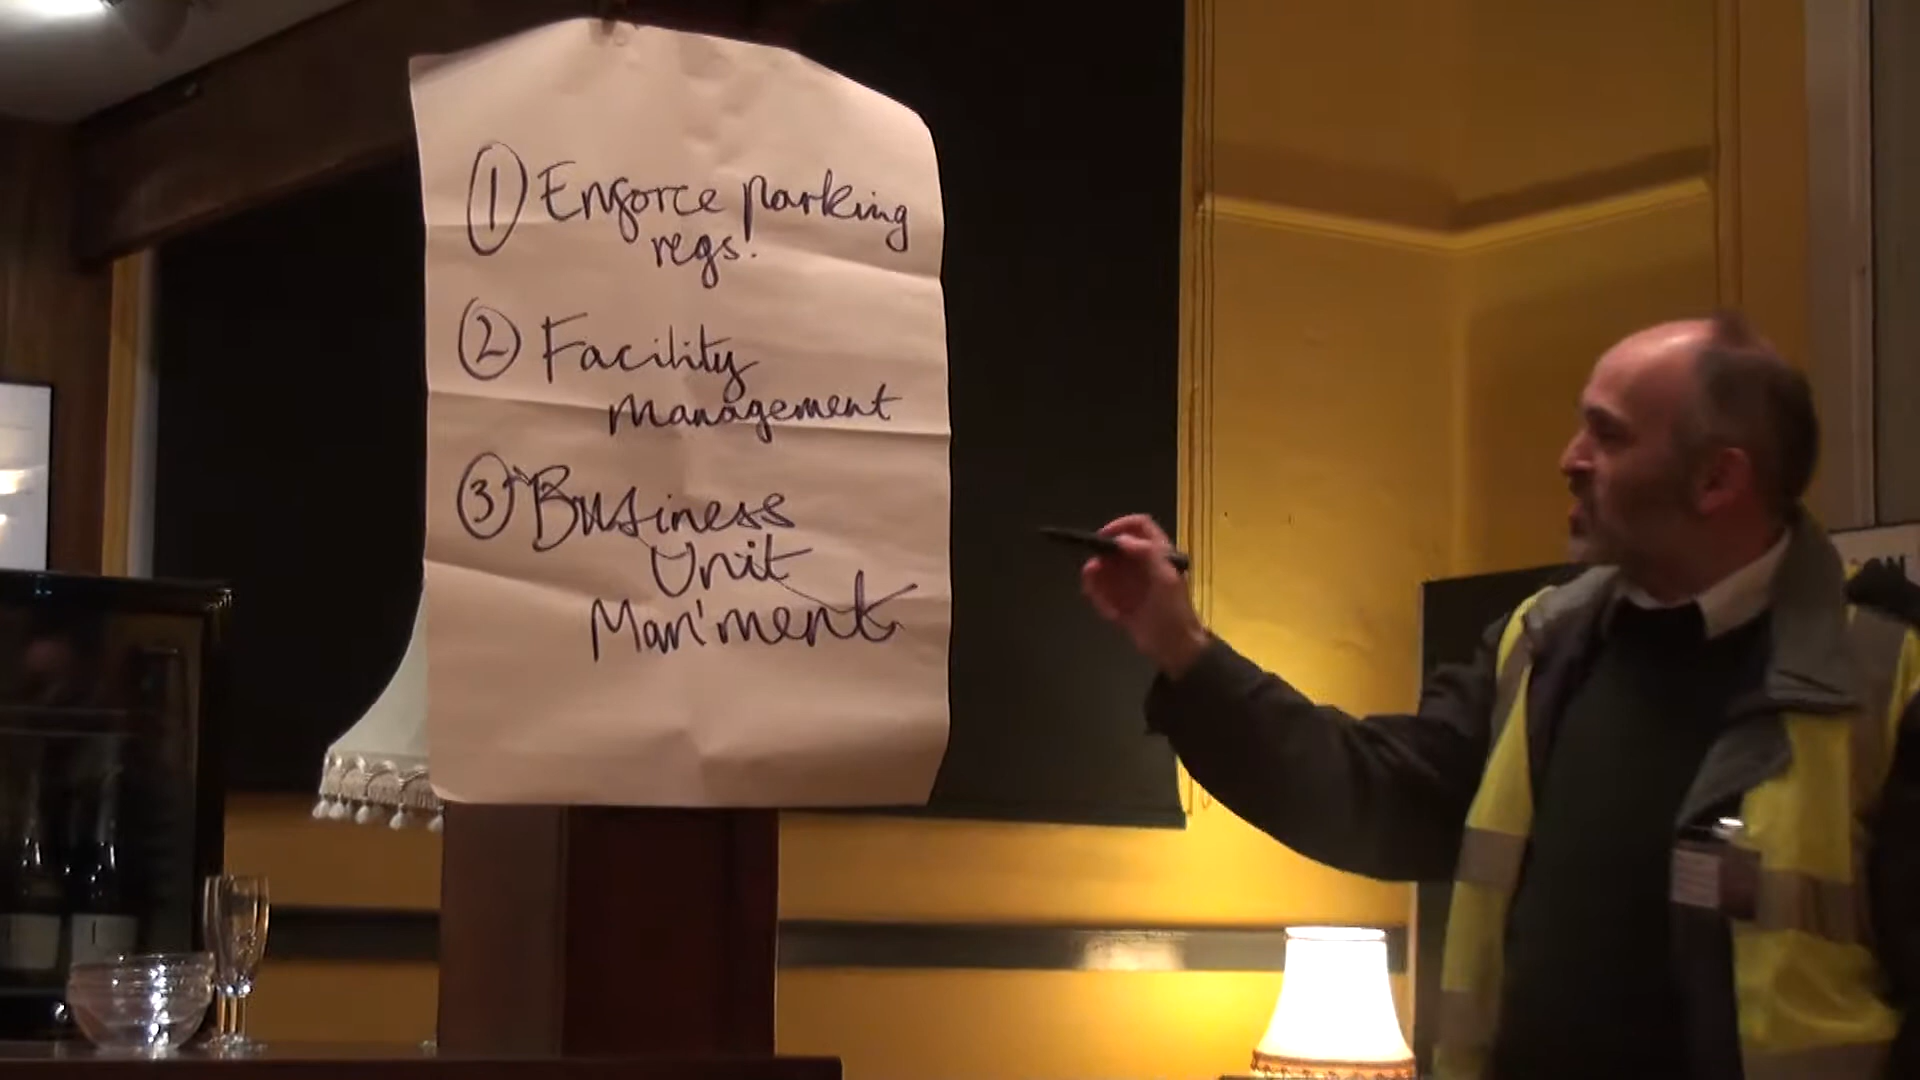 ① Enforce parking
regs!
② Facility
management
③ Business
Unit
Man'ment